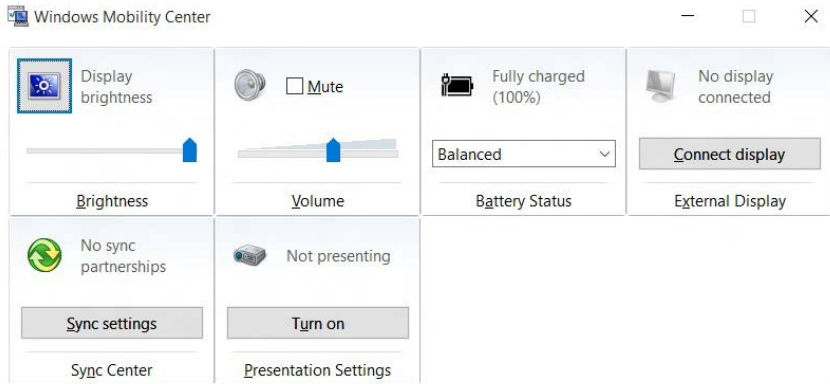 Windows Mobility Center
Display
brightness
Brightness
Mute
Volume
Fully charged
(100%)
Balanced
Battery Status
No display
connected
Connect display
External Display
No sync
partnerships
Sync settings
Sync Center
Not presenting
Turn on
Presentation Settings